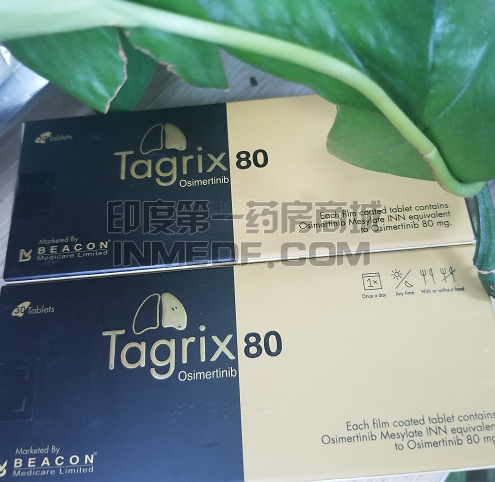 30 Tablets
Tagrix 80
Osimertinib
Each film coated tablet contains
Osimertinib Mesylate INN equivalent
to Osimertinib 80 mg.
Marketed By
BEACON
Medicare Limited
印度第一药房商城
INMEDF.COM
30 Tablets
1x
Once a day
Any time
With or without food
Tagrix 80
Osimertinib
Each film coated tablet contains
Osimertinib Mesylate INN equivalent
to Osimertinib 80 mg
Marketed By
BEACON
Medicare Limited